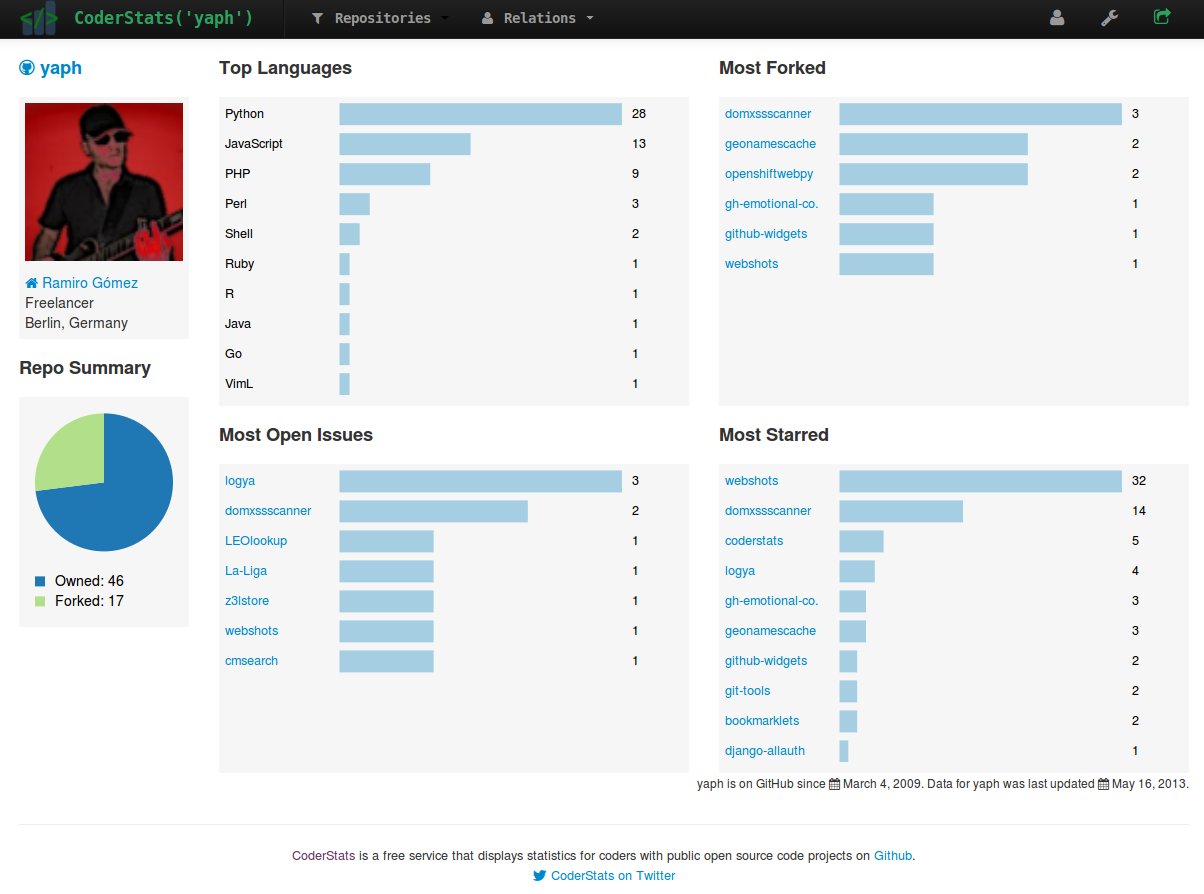 </> CoderStats('yaph')
Repositories
Relations
yaph
Ramiro Gómez
Freelancer
Berlin, Germany
Repo Summary
Owned: 46
Forked: 17
Top Languages
Python 28
JavaScript 13
PHP 9
Perl 3
Shell 2
Ruby 1
R 1
Java 1
Go 1
VimL 1
Most Forked
domxssscanner 3
geonamescache 2
openshiftwebpy 2
gh-emotional-co. 1
github-widgets 1
webshots 1
Most Open Issues
logya 3
domxssscanner 2
LEOlookup 1
La-Liga 1
z3lstore 1
webshots 1
cmsearch 1
Most Starred
webshots 32
domxssscanner 14
coderstats 5
logya 4
gh-emotional-co. 3
geonamescache 3
github-widgets 2
git-tools 2
bookmarklets 2
django-allauth 1
yaph is on GitHub since March 4, 2009. Data for yaph was last updated May 16, 2013.
CoderStats is a free service that displays statistics for coders with public open source code projects on Github.
CoderStats on Twitter